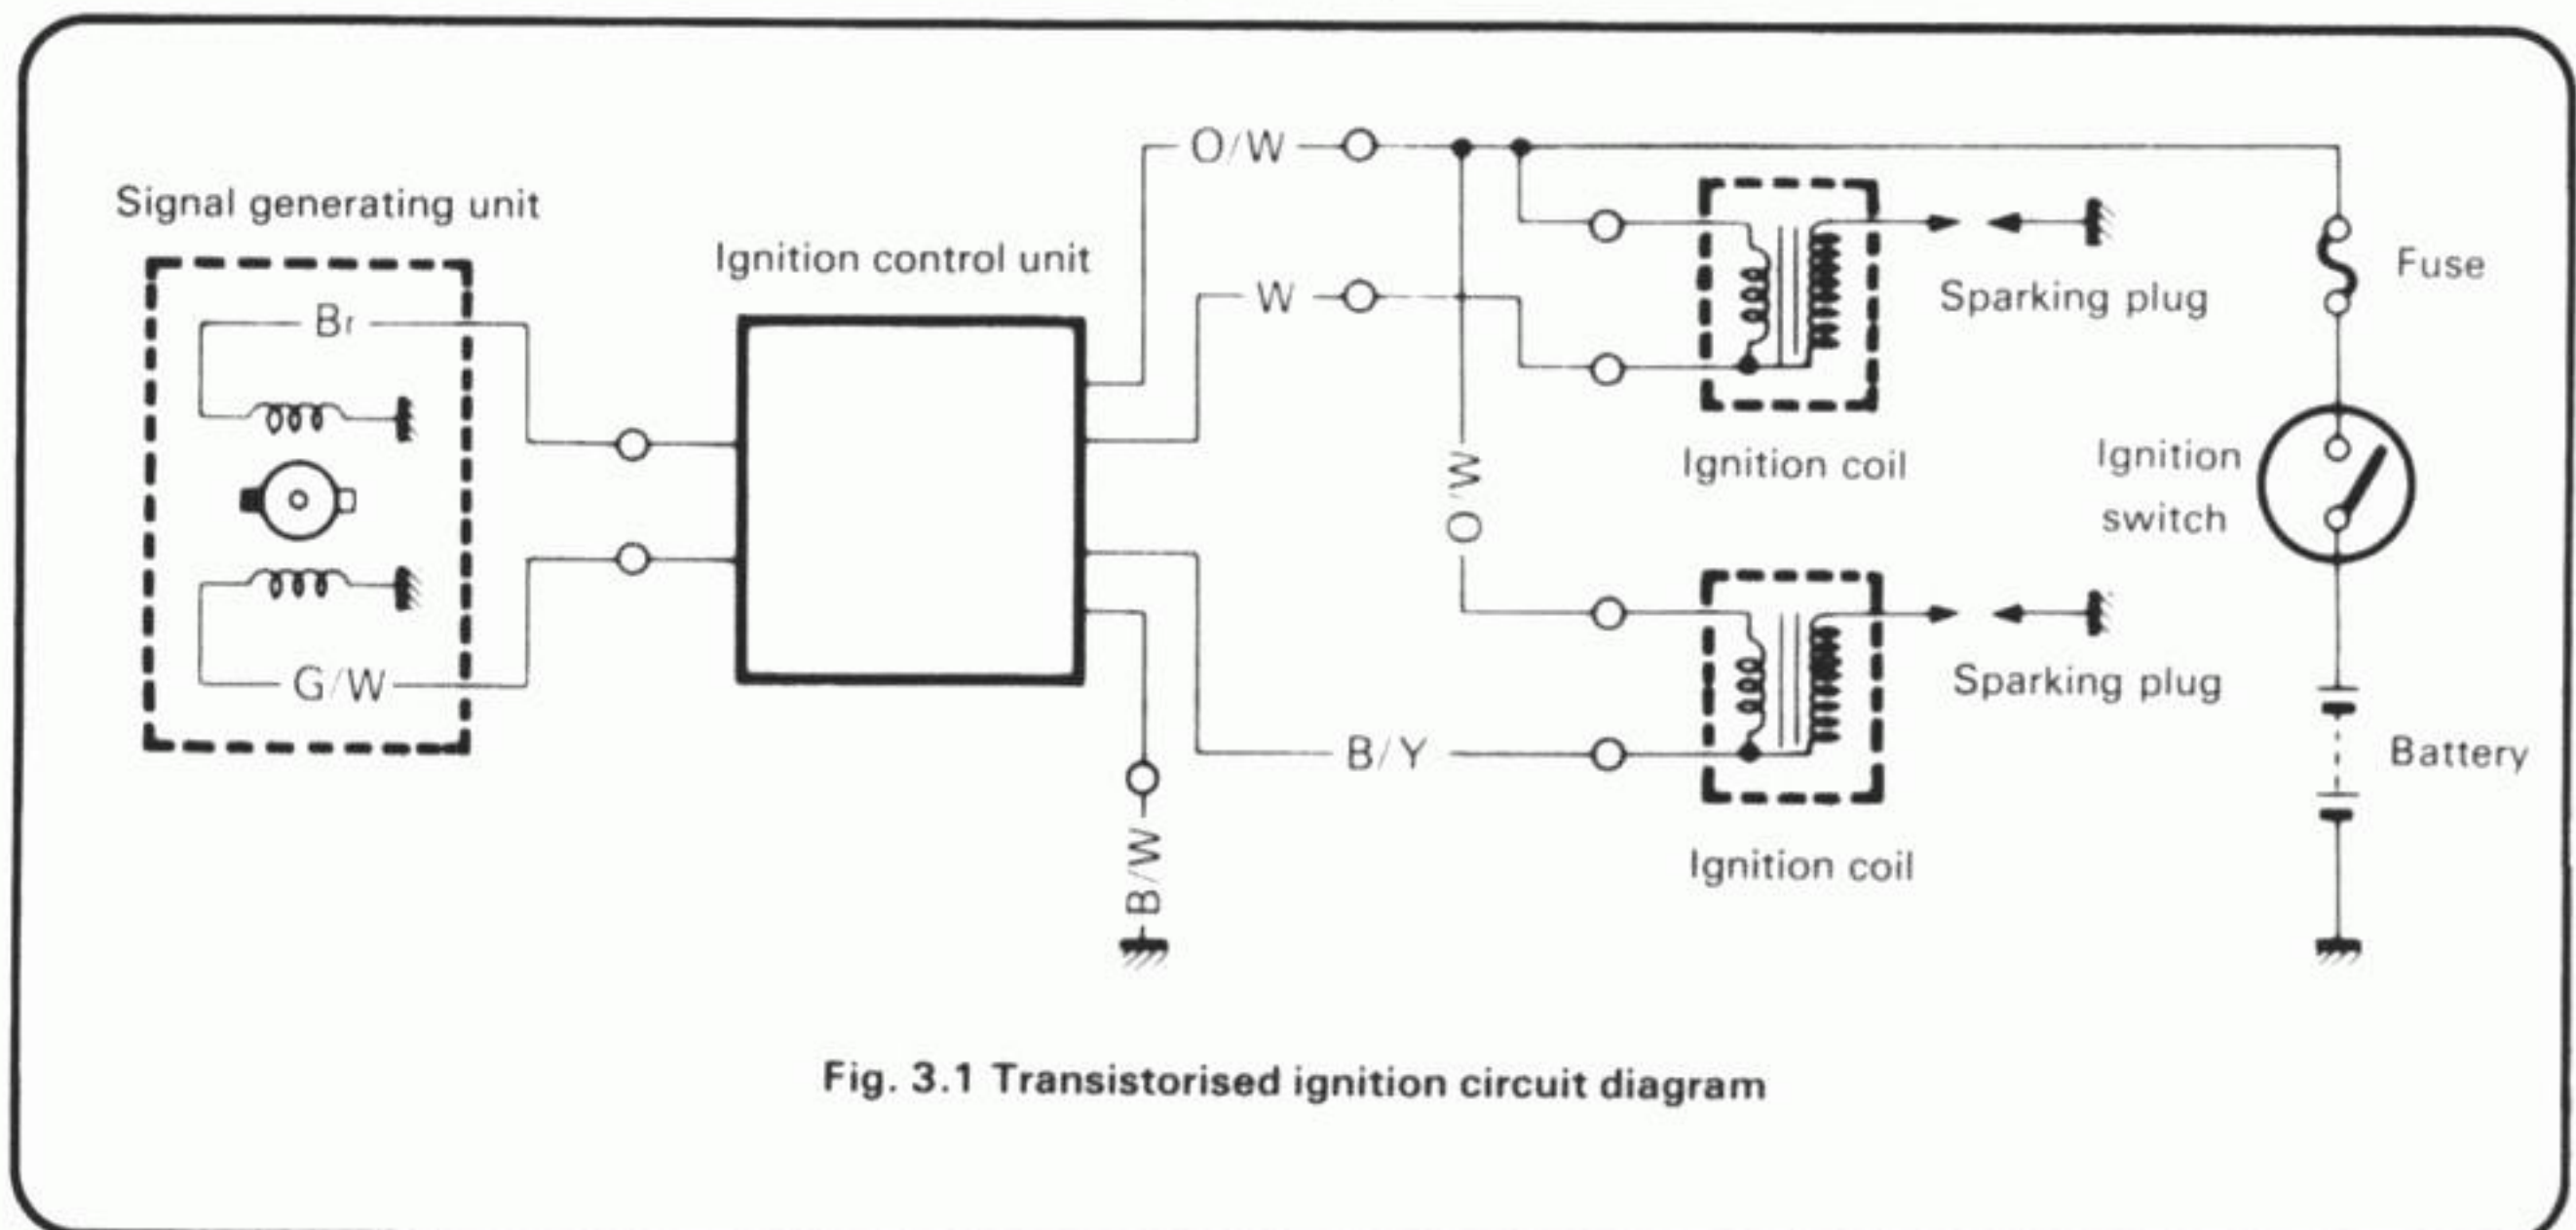 Signal generating unit
Br
G/W
Ignition control unit
O/W
W
O/W
B/Y
B/W
Ignition coil
Sparking plug
Ignition coil
Sparking plug
Fuse
Ignition
switch
Battery
Fig. 3.1 Transistorised ignition circuit diagram